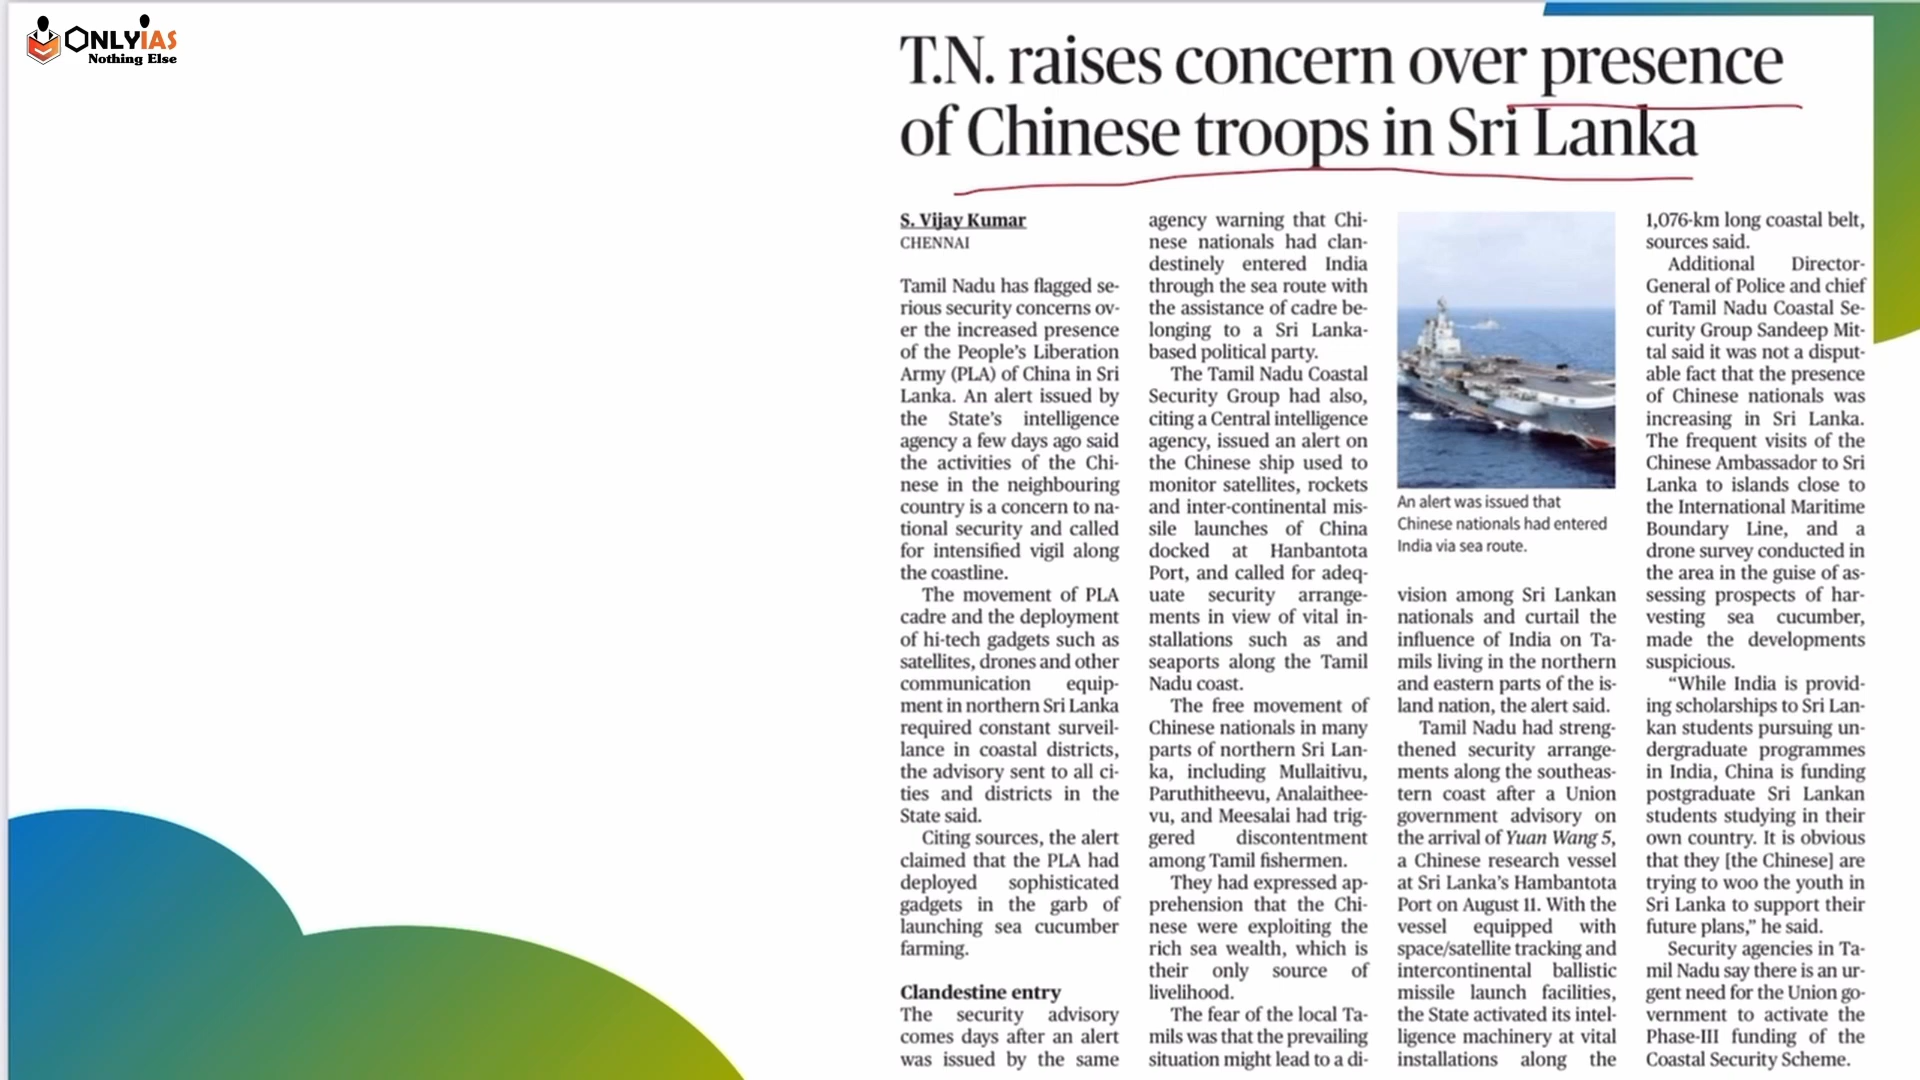 ONLYIAS
Nothing Else
T.N. raises concern over presence
of Chinese troops in Sri Lanka
S. Vijay Kumar
CHENNAI
Tamil Nadu has flagged se-
rious security concerns ov-
er the increased presence
of the People's Liberation
Army (PLA) of China in Sri
Lanka. An alert issued by
the State's intelligence
agency a few days ago said
the activities of the Chi-
nese in the neighbouring
country is a concern to na-
tional security and called
for intensified vigil along
the coastline.
The movement of PLA
cadre and the deployment
of hi-tech gadgets such as
satellites, drones and other
communication equip-
ment in northern Sri Lanka
required constant surveil-
lance in coastal districts,
the advisory sent to all ci-
ties and districts in the
State said.
Citing sources, the alert
claimed that the PLA had
deployed sophisticated
gadgets in the garb of
launching sea cucumber
farming.
Clandestine entry
The security advisory
comes days after an alert
was issued by the same
agency warning that Chi-
nese nationals had clan-
destinely entered India
through the sea route with
the assistance of cadre be-
longing to a Sri Lanka-
based political party.
The Tamil Nadu Coastal
Security Group had also,
citing a Central intelligence
agency, issued an alert on
the Chinese ship used to
monitor satellites, rockets
and inter-continental mis-
sile launches of China
docked at Hanbantota
Port, and called for adeq-
uate security arrange-
ments in view of vital in-
stallations such as and
seaports along the Tamil
Nadu coast.
The free movement of
Chinese nationals in many
parts of northern Sri Lan-
ka, including Mullaitivu,
Paruthitheevu, Analaithee-
vu, and Meesalai had trig-
gered discontentment
among Tamil fishermen.
They had expressed ap-
prehension that the Chi-
nese were exploiting the
rich sea wealth, which is
their only source of
livelihood.
The fear of the local Ta-
mils was that the prevailing
situation might lead to a di-
An alert was issued that
Chinese nationals had entered
India via sea route.
vision among Sri Lankan
nationals and curtail the
influence of India on Ta-
mils living in the northern
and eastern parts of the is-
land nation, the alert said.
Tamil Nadu had streng-
thened security arrange-
ments along the southeas-
tern coast after a Union
government advisory on
the arrival of Yuan Wang 5,
a Chinese research vessel
at Sri Lanka's Hambantota
Port on August 11. With the
vessel equipped with
space/satellite tracking and
intercontinental ballistic
missile launch facilities,
the State activated its intel-
ligence machinery at vital
installations along the
1,076-km long coastal belt,
sources said.
Additional Director-
General of Police and chief
of Tamil Nadu Coastal Se-
curity Group Sandeep Mit-
tal said it was not a disput-
able fact that the presence
of Chinese nationals was
increasing in Sri Lanka.
The frequent visits of the
Chinese Ambassador to Sri
Lanka to islands close to
the International Maritime
Boundary Line, and a
drone survey conducted in
the area in the guise of as-
sessing prospects of har-
vesting sea cucumber,
made the developments
suspicious.
“While India is provid-
ing scholarships to Sri Lan-
kan students pursuing un-
dergraduate programmes
in India, China is funding
postgraduate Sri Lankan
students studying in their
own country. It is obvious
that they [the Chinese] are
trying to woo the youth in
Sri Lanka to support their
future plans,” he said.
Security agencies in Ta-
mil Nadu say there is an ur-
gent need for the Union go-
vernment to activate the
Phase-III funding of the
Coastal Security Scheme.